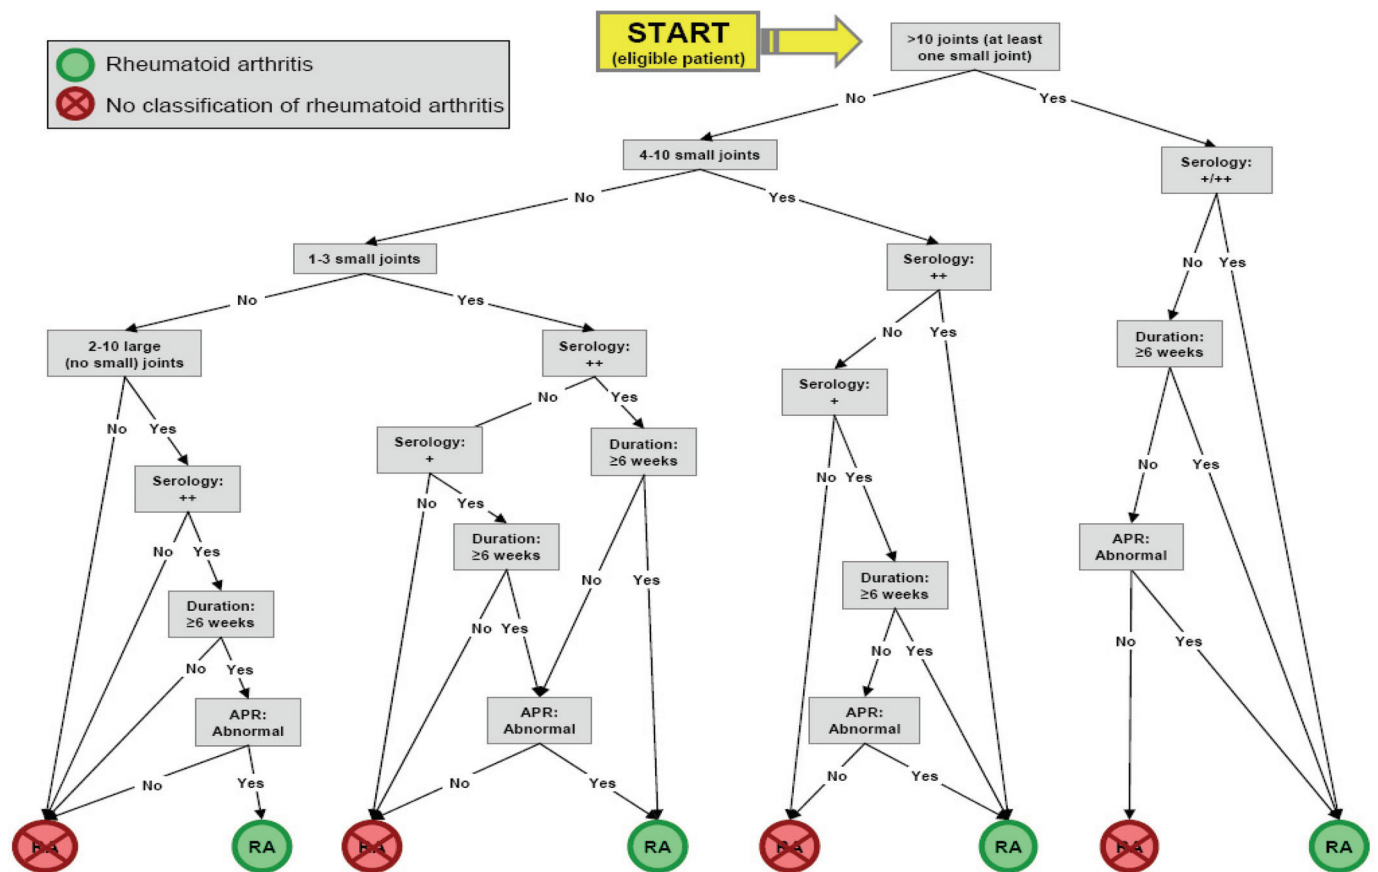 START
(eligible patient)
>10 joints (at least
one small joint)
Rheumatoid arthritis
No classification of rheumatoid arthritis
No
Yes
4-10 small joints
Serology:
+/++
No
Yes
1-3 small joints
Serology:
++
No
Yes
No
Yes
No
Yes
2-10 large
(no small) joints
Serology:
++
Duration:
≥6 weeks
Serology:
+
No
Yes
No
Yes
Serology:
+
Duration:
≥6 weeks
No
Yes
No
Yes
Serology:
++
No
Yes
No
Yes
Duration:
≥6 weeks
APR:
Abnormal
No
Yes
Duration:
≥6 weeks
Duration:
≥6 weeks
No
Yes
No
Yes
No
Yes
No
Yes
No
Yes
APR:
Abnormal
APR:
Abnormal
APR:
Abnormal
No
Yes
No
Yes
No
Yes
RA
RA
RA
RA
RA
RA
RA
RA